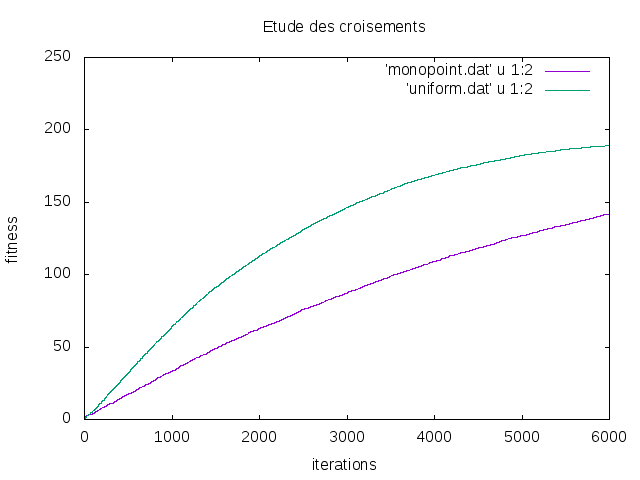 Etude des croisements
250
200
150
100
50
0
fitness
'monopoint.dat' u 1:2
'uniform.dat' u 1:2
0 1000 2000 3000 4000 5000 6000
iterations